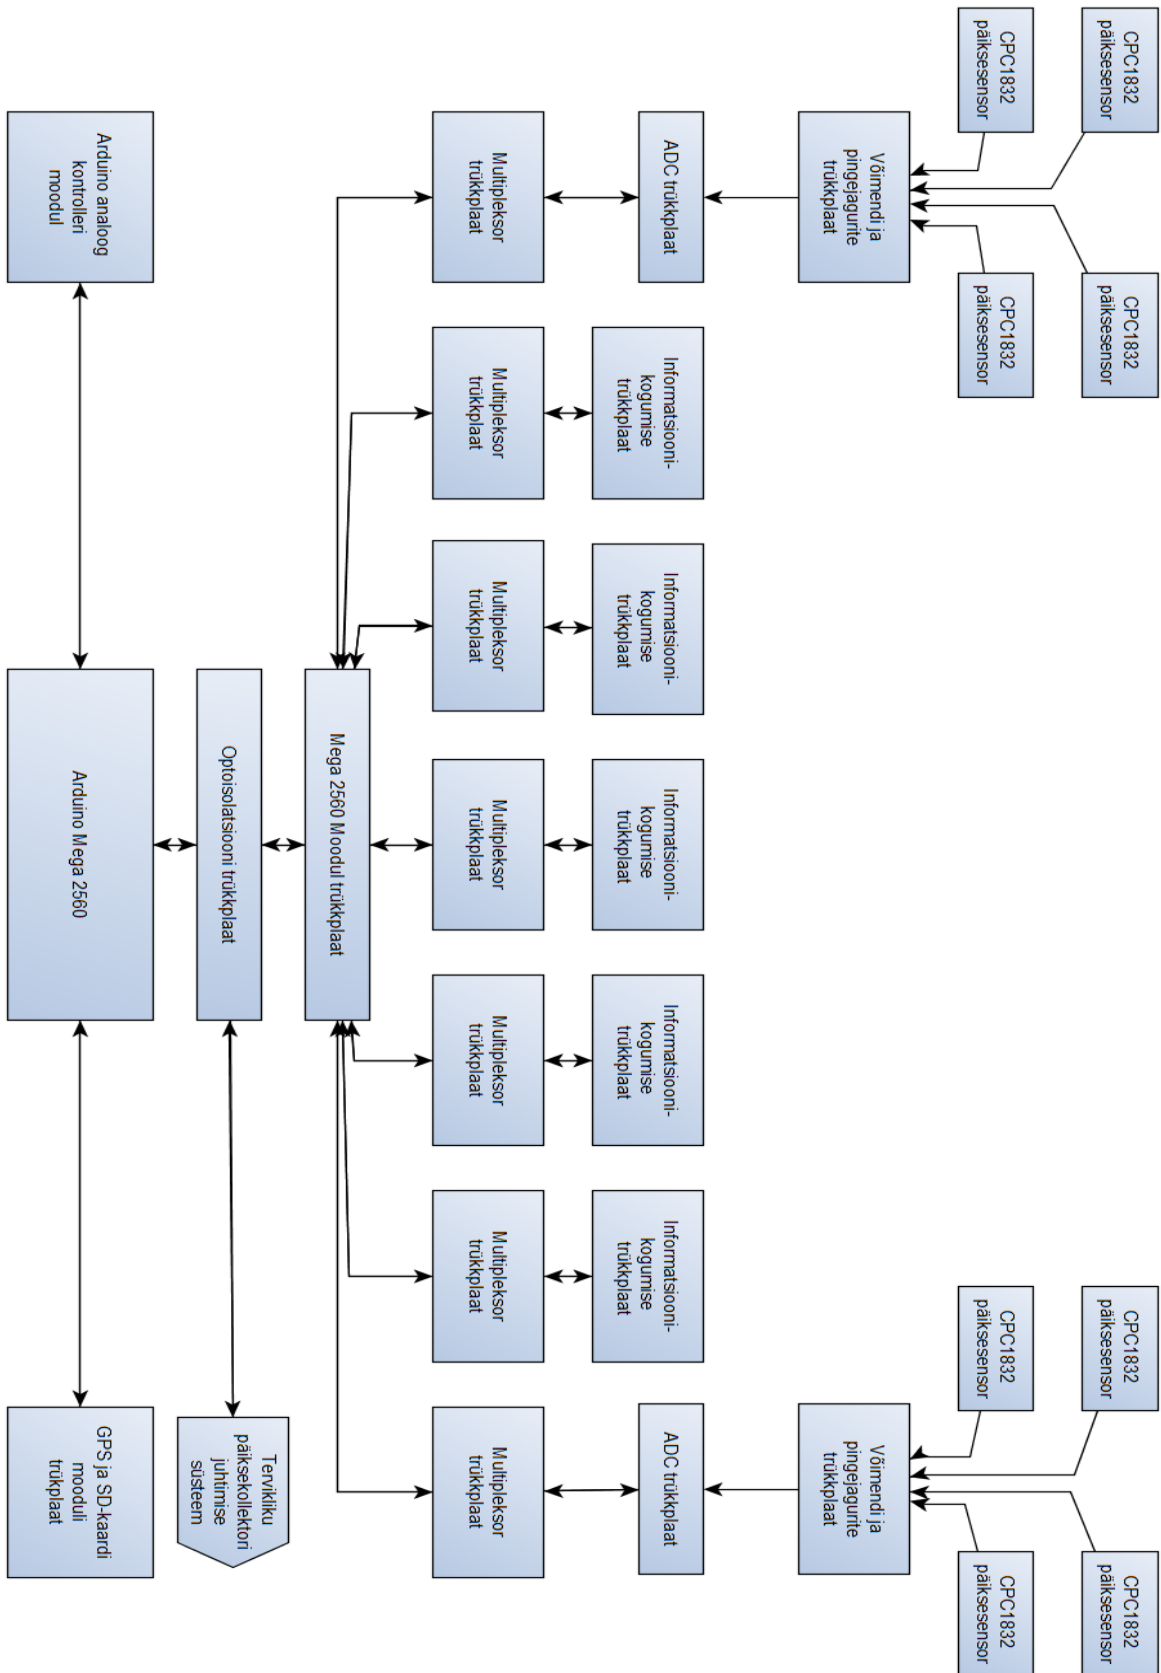 CPC1832
päiksesensor
CPC1832
päiksesensor
CPC1832
päiksesensor
CPC1832
päiksesensor
CPC1832
päiksesensor
CPC1832
päiksesensor
CPC1832
päiksesensor
CPC1832
päiksesensor
Võimendi ja
pingejagurite
trükkplaat
Võimendi ja
pingejagurite
trükkplaat
ADC trükkplaat
Informatsiooni-
kogumise
trükkplaat
Informatsiooni-
kogumise
trükkplaat
Informatsiooni-
kogumise
trükkplaat
Informatsiooni-
kogumise
trükkplaat
Informatsiooni-
kogumise
trükkplaat
ADC trükkplaat
Multipleksor
trükkplaat
Multipleksor
trükkplaat
Multipleksor
trükkplaat
Multipleksor
trükkplaat
Multipleksor
trükkplaat
Multipleksor
trükkplaat
Multipleksor
trükkplaat
Mega 2560 Moodul trükkplaat
Optoisolatsiooni trükkplaat
Tervikliku
päiksekollektori
juhtimise
süsteem
Arduino analoog
kontrolleri
moodul
Arduino Mega 2560
GPS ja SD-kaardi
mooduli
trükplaat